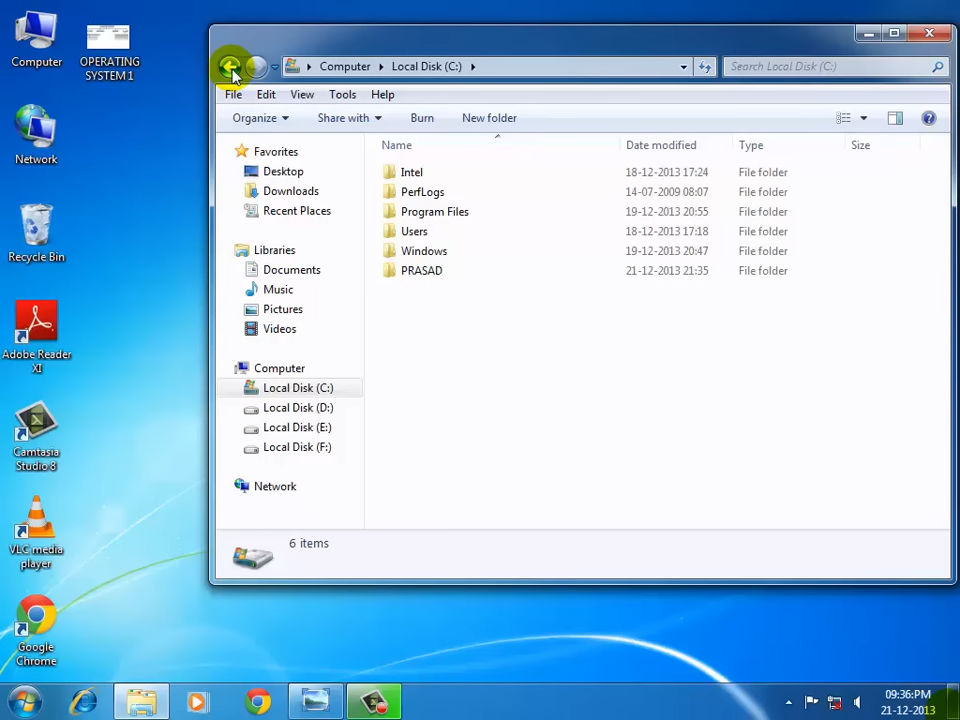 Computer
OPERATING
SYSTEM 1
Network
Recycle Bin
Adobe Reader
XI
Camtasia
Studio 8
VLC media
player
Google
Chrome
Computer Local Disk (C:)
Search Local Disk (C:)
File Edit View Tools Help
Organize Share with Burn New folder
Favorites
Desktop
Downloads
Recent Places
Libraries
Documents
Music
Pictures
Videos
Computer
Local Disk (C:)
Local Disk (D:)
Local Disk (E:)
Local Disk (F:)
Network
Name Date modified Type Size
Intel 18-12-2013 17:24 File folder
PerfLogs 14-07-2009 08:07 File folder
Program Files 19-12-2013 20:55 File folder
Users 18-12-2013 17:18 File folder
Windows 19-12-2013 20:47 File folder
PRASAD 21-12-2013 21:35 File folder
6 items
09:36:PM
21-12-2013